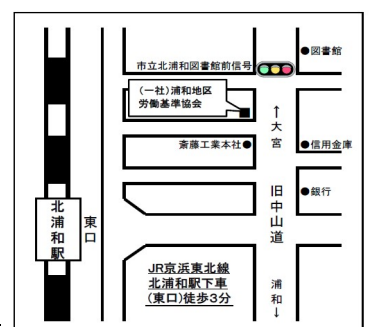 ●図書館
市立北浦和図書館前信号
(一社)浦和地区
労働基準協会
↑大宮
斎藤工業本社●
●信用金庫
●銀行
旧中山道
北浦和駅
東口
JR京浜東北線
北浦和駅下車
(東口)徒歩3分
浦和↓